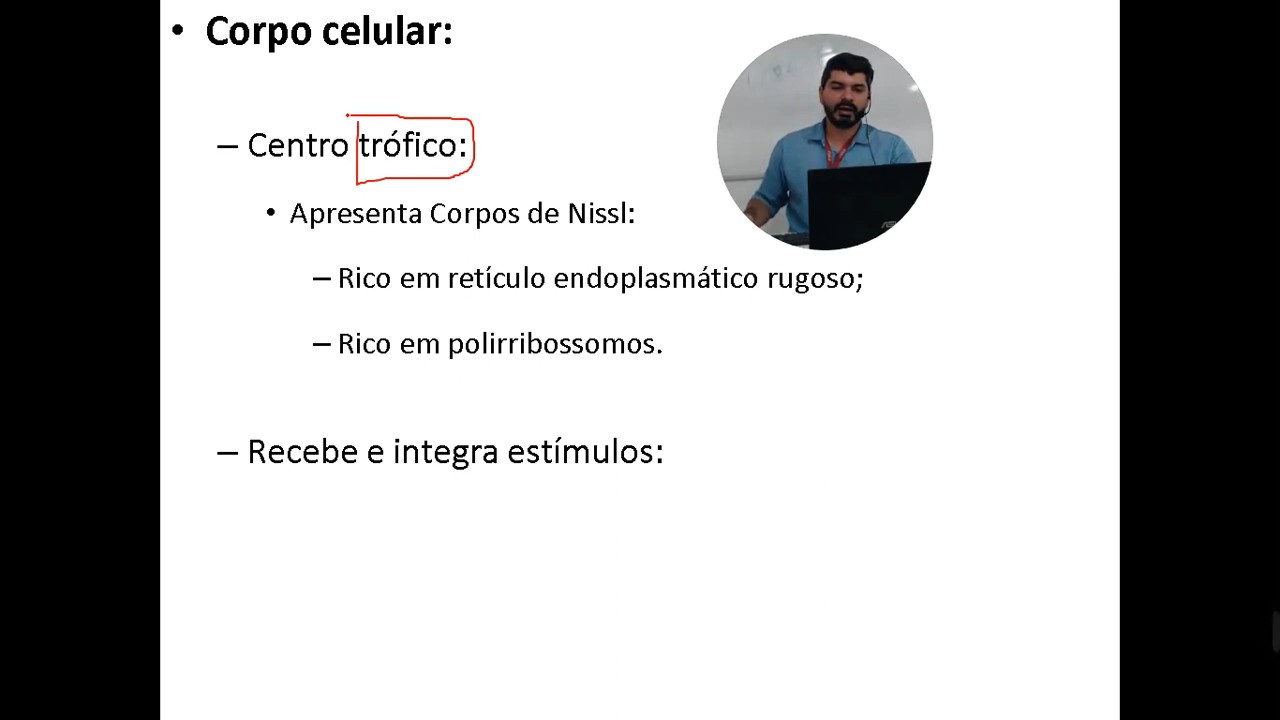 • Corpo celular:
– Centro trófico:
• Apresenta Corpos de Nissl:
– Rico em retículo endoplasmático rugoso;
– Rico em polirribossomos.
– Recebe e integra estímulos: